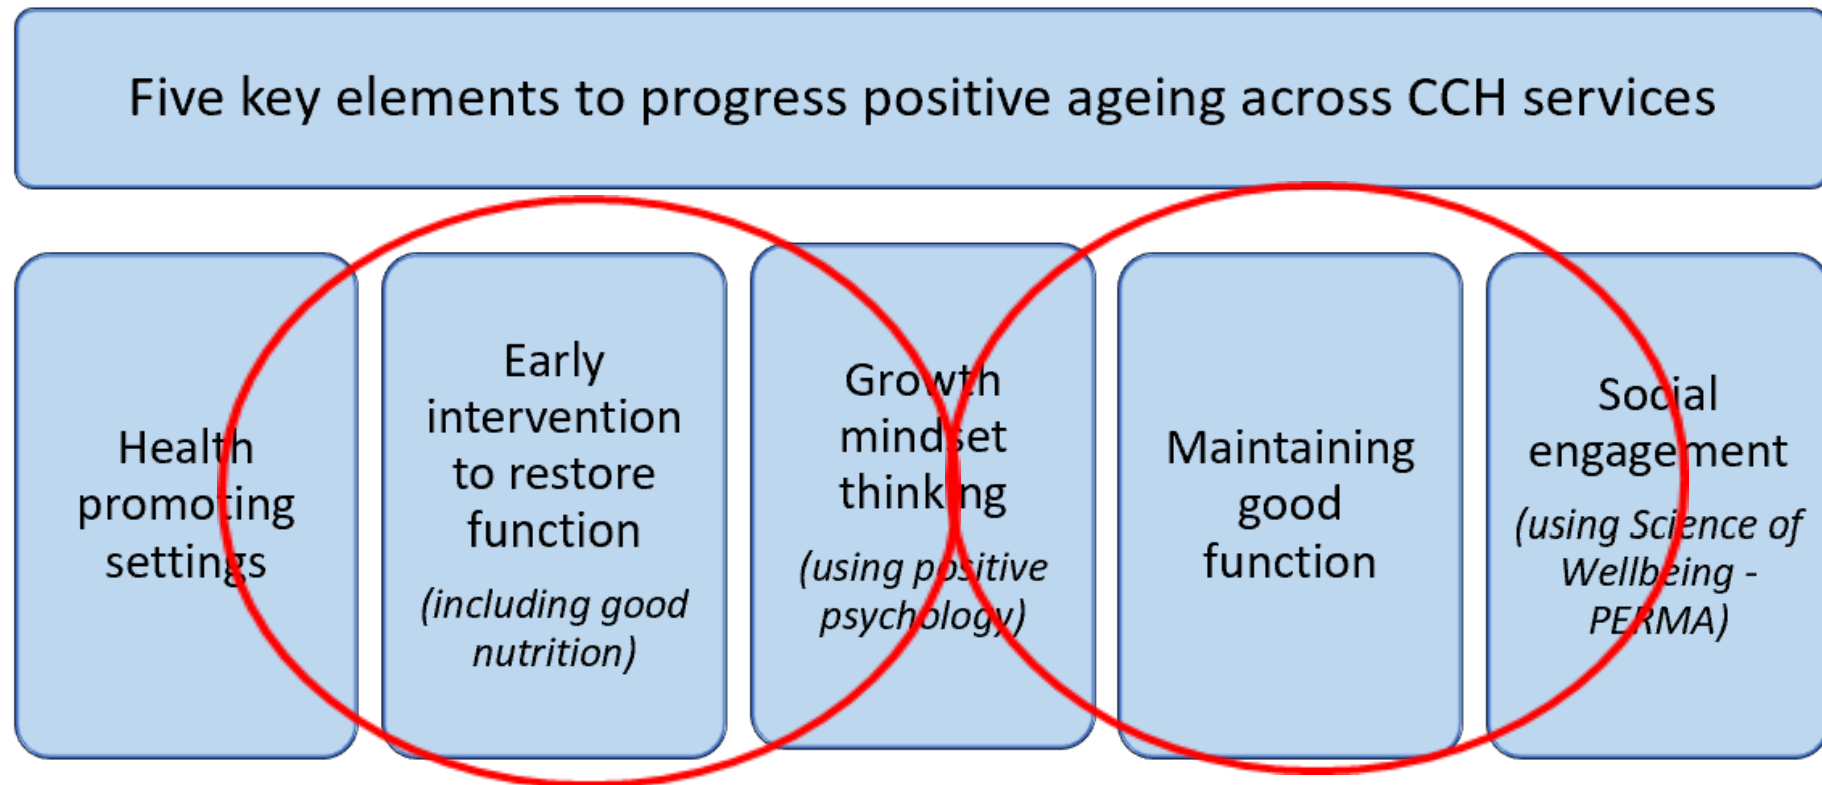 Five key elements to progress positive ageing across CCH services
Health
promoting
settings
Early
intervention
to restore
function
(including good
nutrition)
Growth
mindset
thinking
(using positive
psychology)
Maintaining
good
function
Social
engagement
(using Science of
Wellbeing -
PERMA)